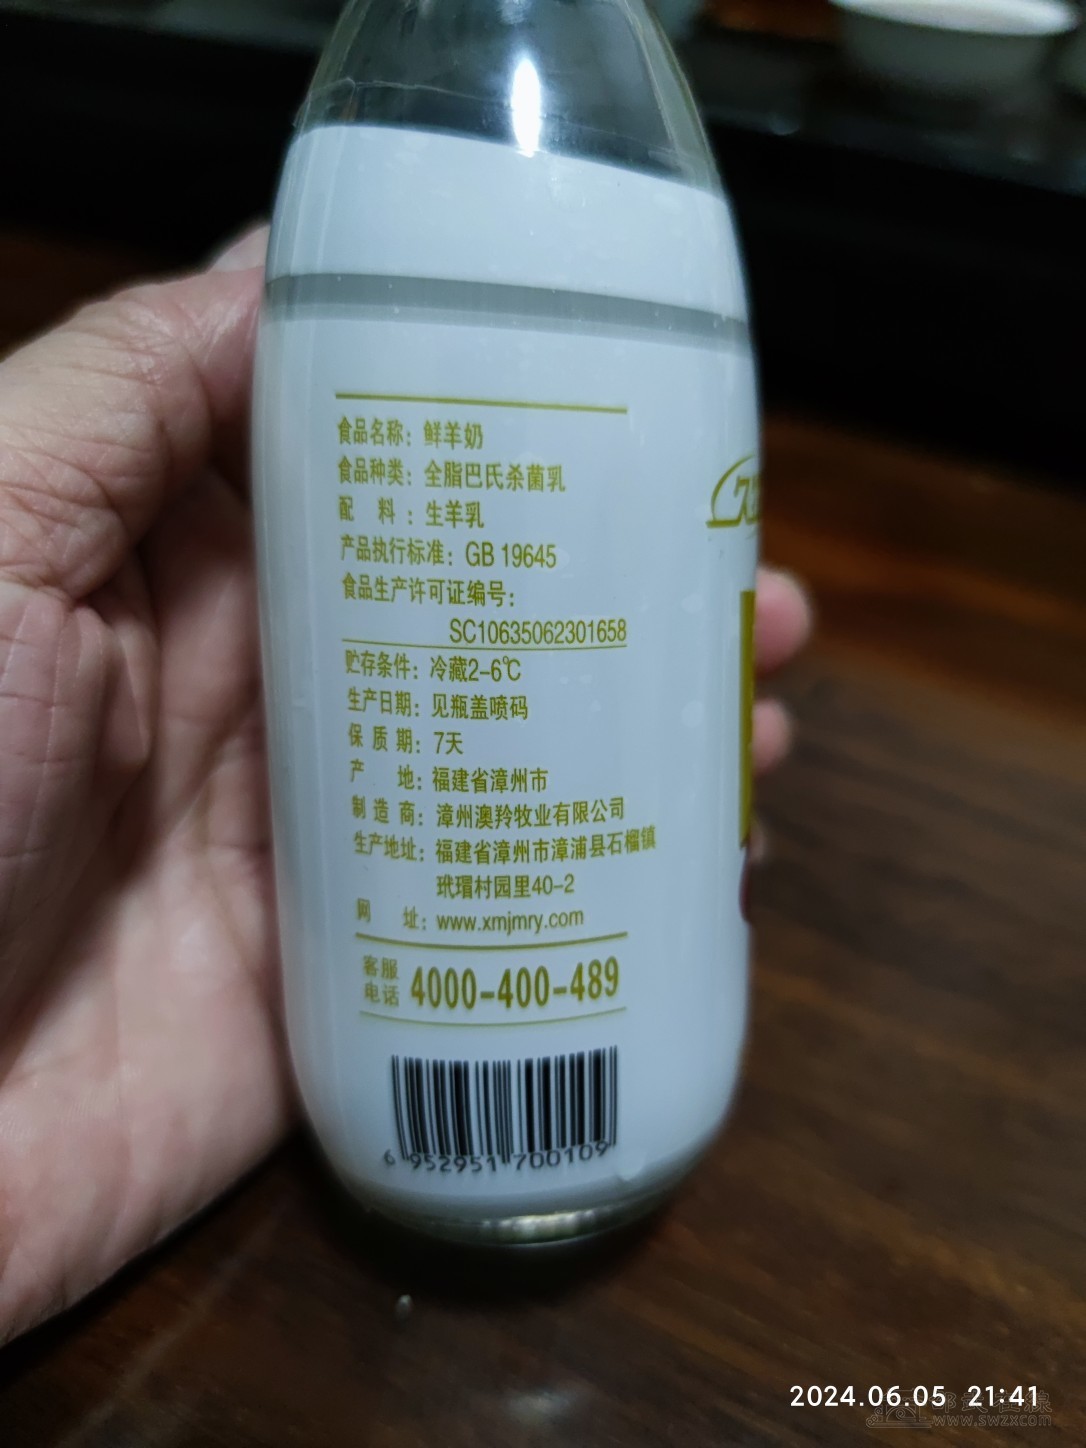 食品名称：鲜羊奶
食品种类：全脂巴氏杀菌乳
配 料：生羊乳
产品执行标准：GB 19645
食品生产许可证编号：
SC10635062301658
贮存条件：冷藏2-6℃
生产日期：见瓶盖喷码
保质期：7天
产 地：福建省漳州市
制造商：漳州澳羚牧业有限公司
生产地址：福建省漳州市漳浦县石榴镇
玳瑁村园里40-2
网 址：www.xmjmry.com
客服
电话 4000-400-489
6 952951 700109
2024.06.05 21:41
www.swzx.com